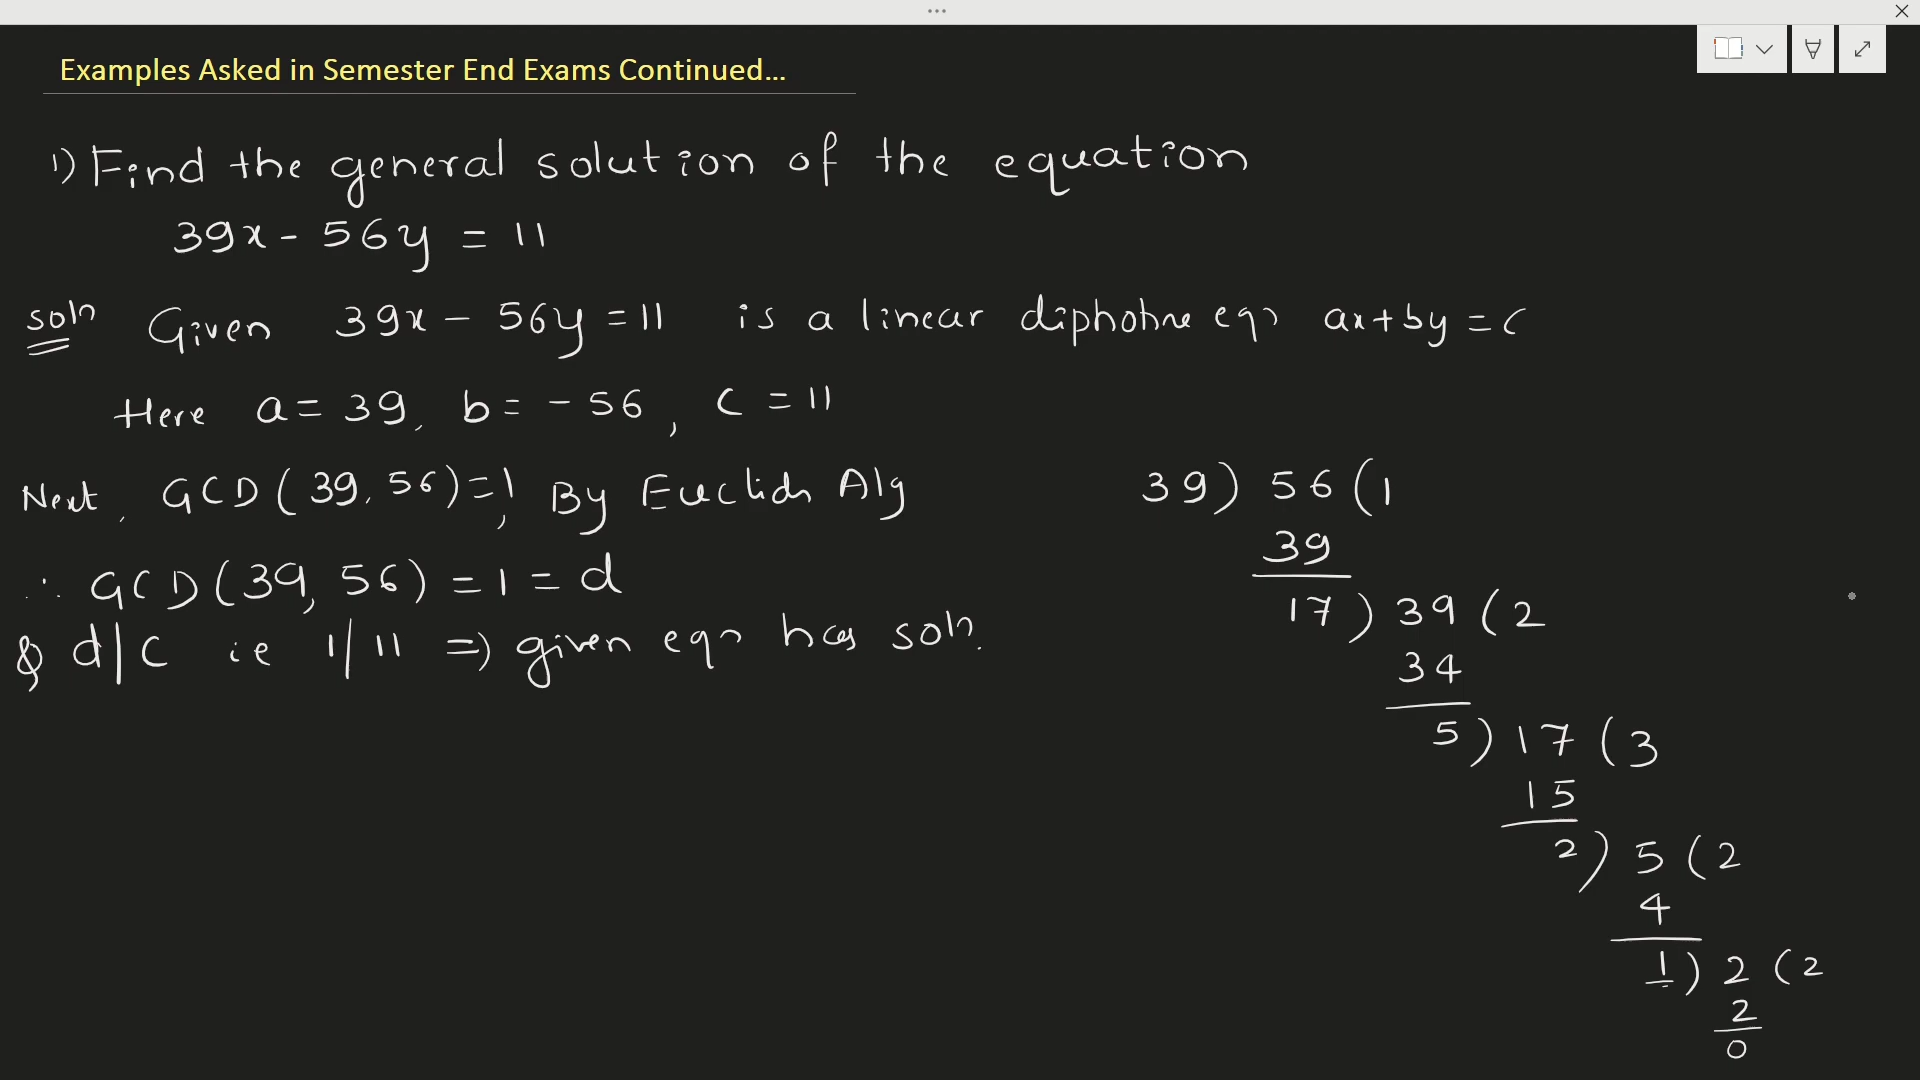 Examples Asked in Semester End Exams Continued...
1) Find the general solution of the equation
39x - 56y = 11
soln Given 39x - 56y = 11 is a linear diphotine eqn ax + by = c
Here a = 39, b = - 56, c = 11
Next, GCD (39, 56) = 1, By Euclids Alg
∴ GCD (39, 56) = 1 = d
& d|c ie 1/11 => given eqn has soln.
39) 56 (1
39
17) 39 (2
34
5) 17 (3
15
2) 5 (2
4
1) 2 (2
2
0